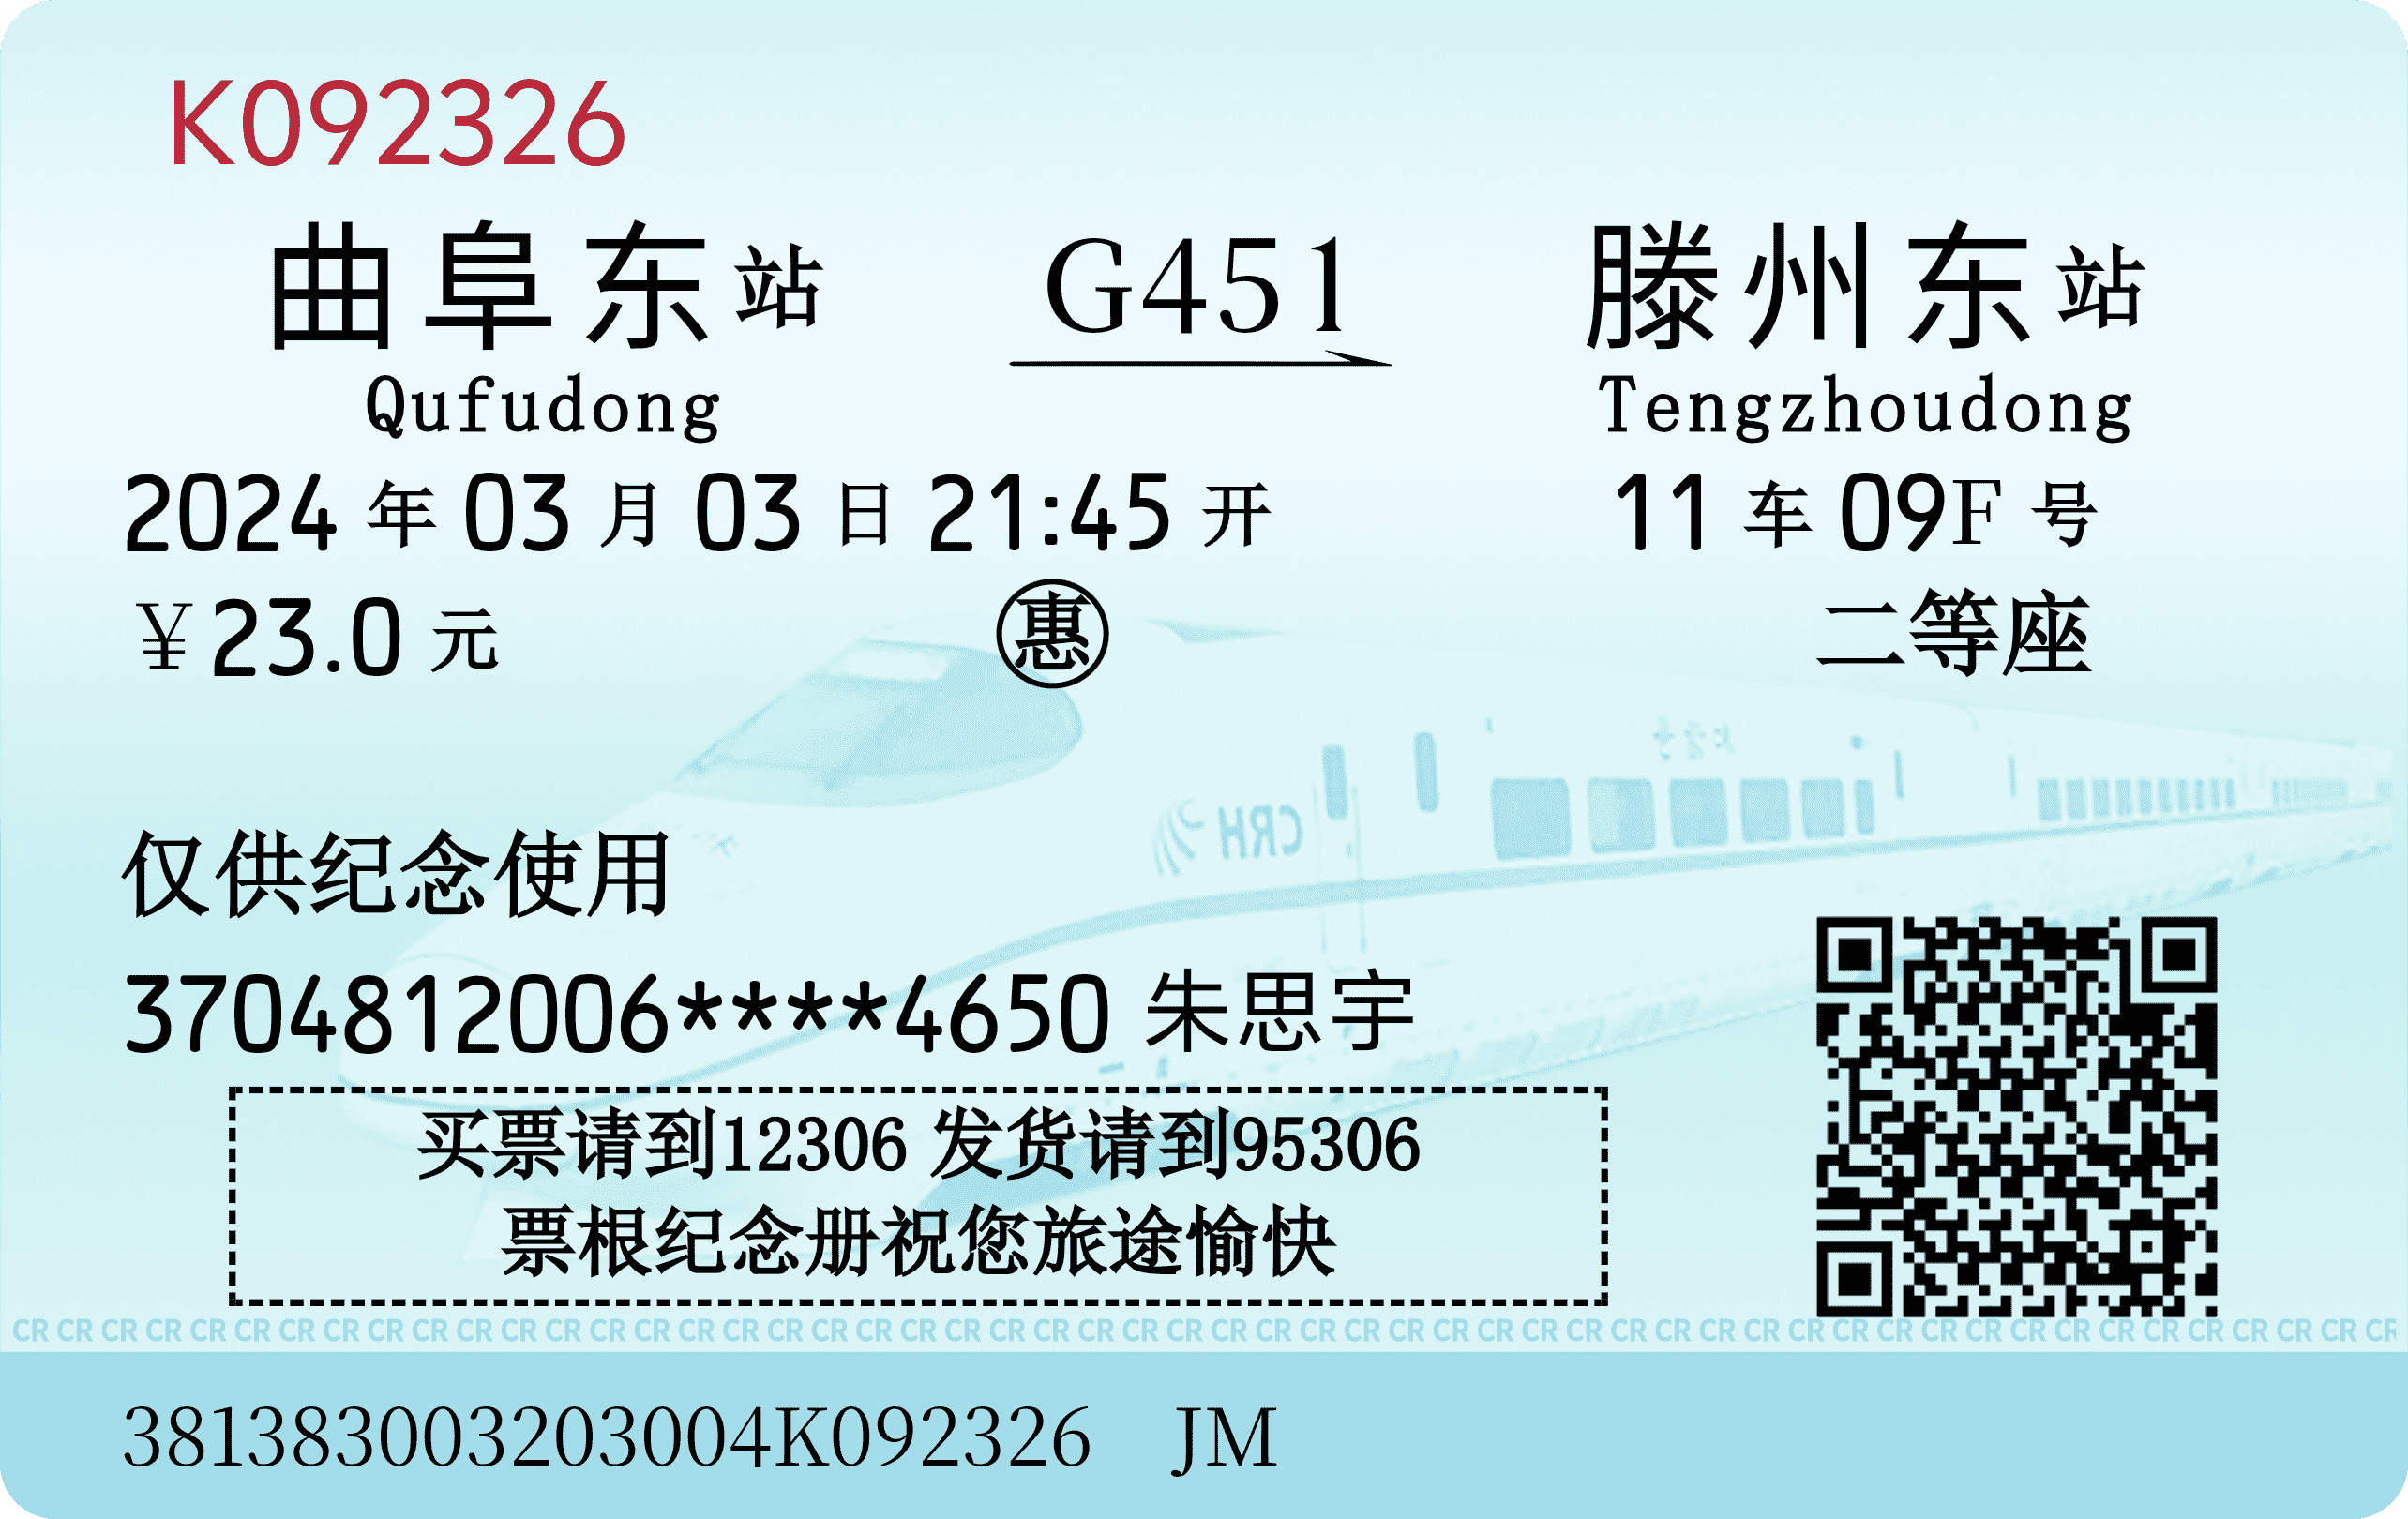 K092326
曲阜东站 G451 滕州东站
Qufudong Tengzhoudong
2024年03月03日21:45开 11车09F号
¥23.0元 惠 二等座
CRH
仅供纪念使用
3704812006****4650 朱思宇
买票请到12306 发货请到95306
票根纪念册祝您旅途愉快
CR CR CR CR CR CR CR CR CR CR CR CR CR CR CR CR CR CR CR CR CR CR CR CR CR CR CR CR CR CR CR CR CR CR CR CR CR CR CR CR CR CR CR CR CR CR CR CR CR CR CR CR CR CR
381383003203004K092326 JM